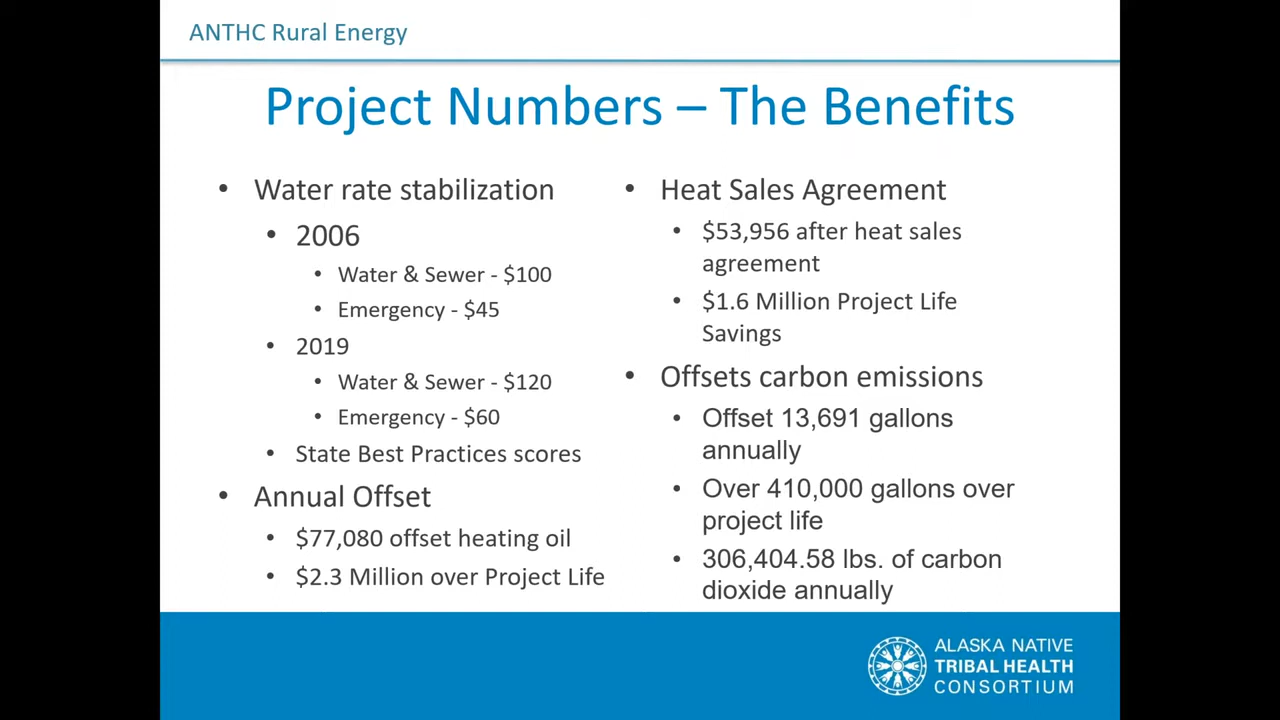 ANTHC Rural Energy
Project Numbers – The Benefits
• Water rate stabilization
• 2006
• Water & Sewer - $100
• Emergency - $45
• 2019
• Water & Sewer - $120
• Emergency - $60
• State Best Practices scores
• Annual Offset
• $77,080 offset heating oil
• $2.3 Million over Project Life
• Heat Sales Agreement
• $53,956 after heat sales
agreement
• $1.6 Million Project Life
Savings
• Offsets carbon emissions
• Offset 13,691 gallons
annually
• Over 410,000 gallons over
project life
• 306,404.58 lbs. of carbon
dioxide annually
ALASKA NATIVE
TRIBAL HEALTH
CONSORTIUM